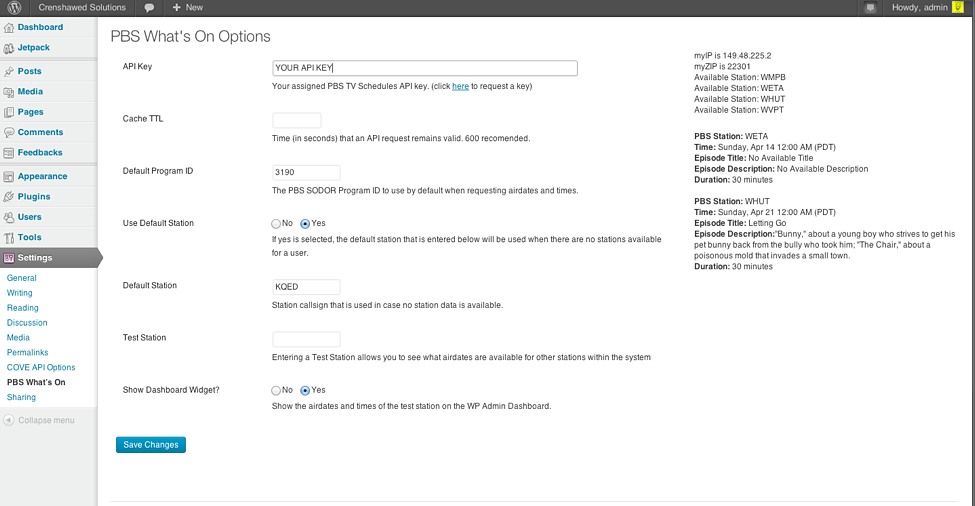 Crenshawed Solutions
New
Howdy, admin
Dashboard
Jetpack
Posts
Media
Pages
Comments
Feedbacks
Appearance
Plugins
Users
Tools
Settings
General
Writing
Reading
Discussion
Media
Permalinks
COVE API Options
PBS What's On
Sharing
Collapse menu
PBS What's On Options
API Key
YOUR API KEY
Your assigned PBS TV Schedules API key. (click here to request a key)
Cache TTL
Time (in seconds) that an API request remains valid. 600 recomended.
Default Program ID
3190
The PBS SODOR Program ID to use by default when requesting airdates and times.
Use Default Station
No Yes
If yes is selected, the default station that is entered below will be used when there are no stations available
for a user.
Default Station
KQED
Station callsign that is used in case no station data is available.
Test Station
Entering a Test Station allows you to see what airdates are available for other stations within the system
Show Dashboard Widget?
No Yes
Show the airdates and times of the test station on the WP Admin Dashboard.
Save Changes
myIP is 149.48.225.2
myZIP is 22301
Available Station: WMPB
Available Station: WETA
Available Station: WHUT
Available Station: WVPT
PBS Station: WETA
Time: Sunday, Apr 14 12:00 AM (PDT)
Episode Title: No Available Title
Episode Description: No Available Description
Duration: 30 minutes
PBS Station: WHUT
Time: Sunday, Apr 21 12:00 AM (PDT)
Episode Title: Letting Go
Episode Description:"Bunny," about a young boy who strives to get his
pet bunny back from the bully who took him; "The Chair," about a
poisonous mold that invades a small town.
Duration: 30 minutes